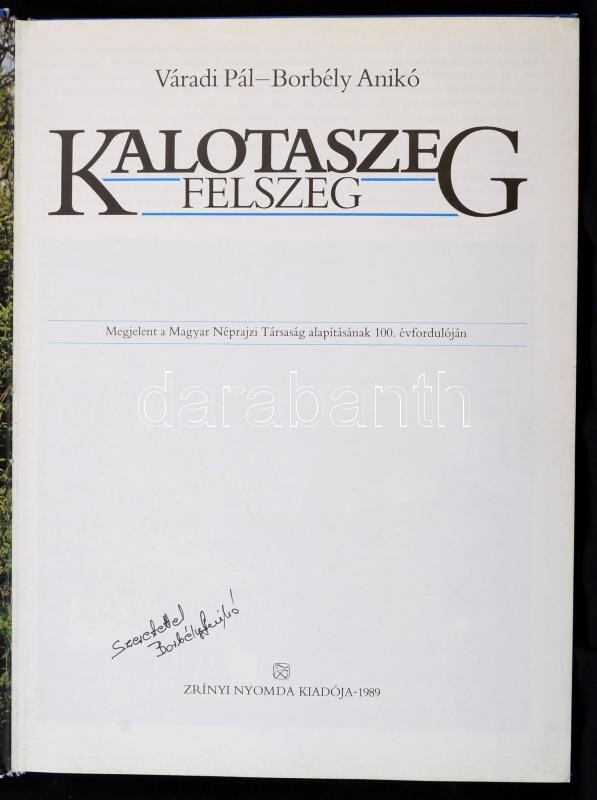 Váradi Pál–Borbély Anikó
KALOTASZEG
FELSZEG
Megjelent a Magyar Néprajzi Társaság alapításának 100. évfordulóján
darabanth
Szeretettel
Borbély Anikó
ZRÍNYI NYOMDA KIADÓJA·1989